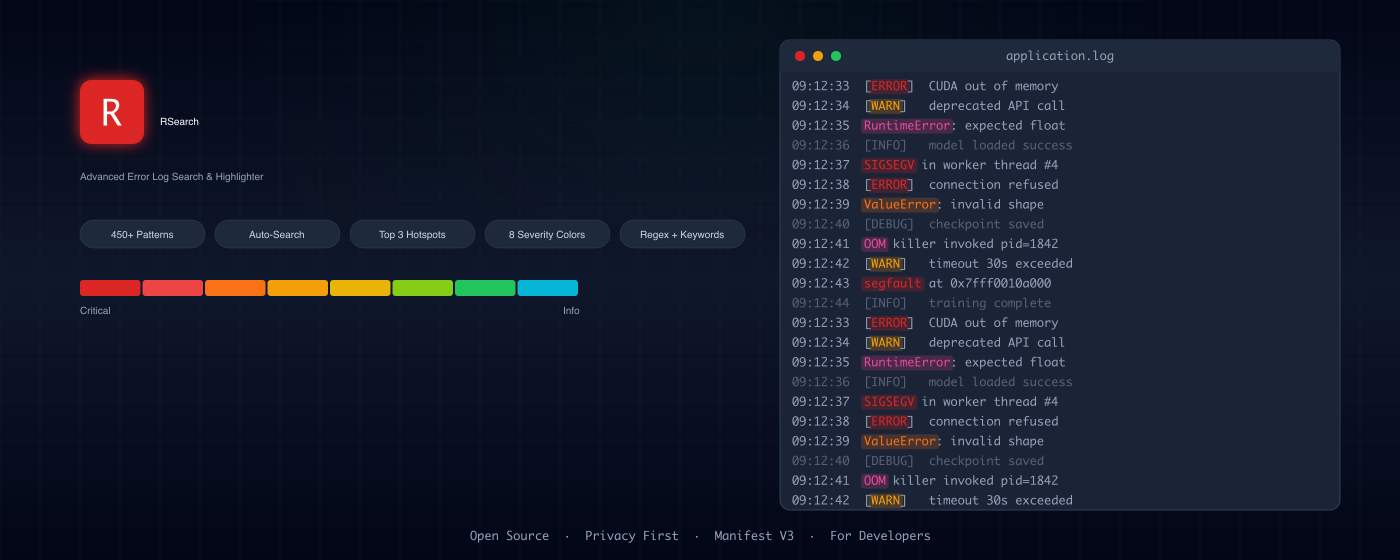 R
RSearch
Advanced Error Log Search & Highlighter
450+ Patterns
Auto-Search
Top 3 Hotspots
8 Severity Colors
Regex + Keywords
Critical
Info
application.log
09:12:33 [ERROR] CUDA out of memory
09:12:34 [WARN] deprecated API call
09:12:35 RuntimeError: expected float
09:12:36 [INFO] model loaded success
09:12:37 SIGSEGV in worker thread #4
09:12:38 [ERROR] connection refused
09:12:39 ValueError: invalid shape
09:12:40 [DEBUG] checkpoint saved
09:12:41 OOM killer invoked pid=1842
09:12:42 [WARN] timeout 30s exceeded
09:12:43 segfault at 0x7fff0010a000
09:12:44 [INFO] training complete
09:12:33 [ERROR] CUDA out of memory
09:12:34 [WARN] deprecated API call
09:12:35 RuntimeError: expected float
09:12:36 [INFO] model loaded success
09:12:37 SIGSEGV in worker thread #4
09:12:38 [ERROR] connection refused
09:12:39 ValueError: invalid shape
09:12:40 [DEBUG] checkpoint saved
09:12:41 OOM killer invoked pid=1842
09:12:42 [WARN] timeout 30s exceeded
Open Source · Privacy First · Manifest V3 · For Developers